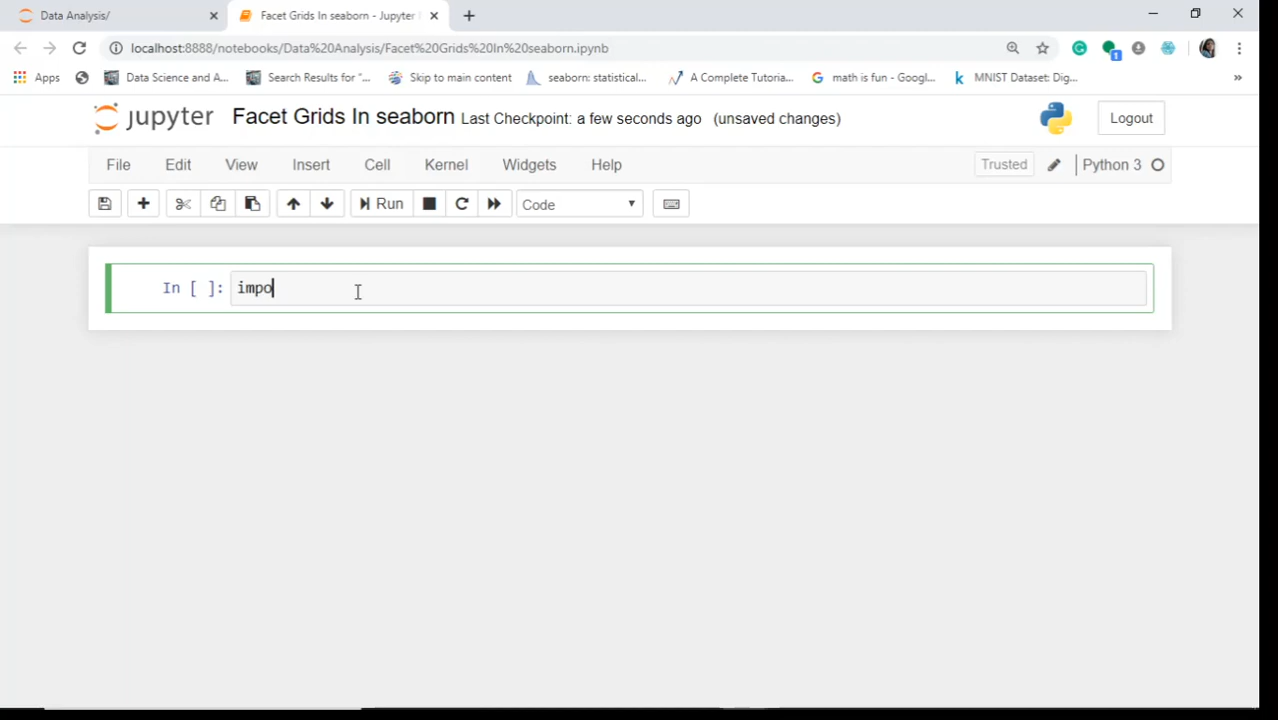 Data Analysis/
Facet Grids In seaborn - Jupyter
localhost:8888/notebooks/Data%20Analysis/Facet%20Grids%20In%20seaborn.ipynb
1
Apps
Data Science and A...
Search Results for "...
Skip to main content
seaborn: statistical...
A Complete Tutoria...
math is fun - Googl...
MNIST Dataset: Dig...
»
jupyter
Facet Grids In seaborn Last Checkpoint: a few seconds ago (unsaved changes)
Logout
File
Edit
View
Insert
Cell
Kernel
Widgets
Help
Trusted
Python 3
Run
Code
In [ ]: impo